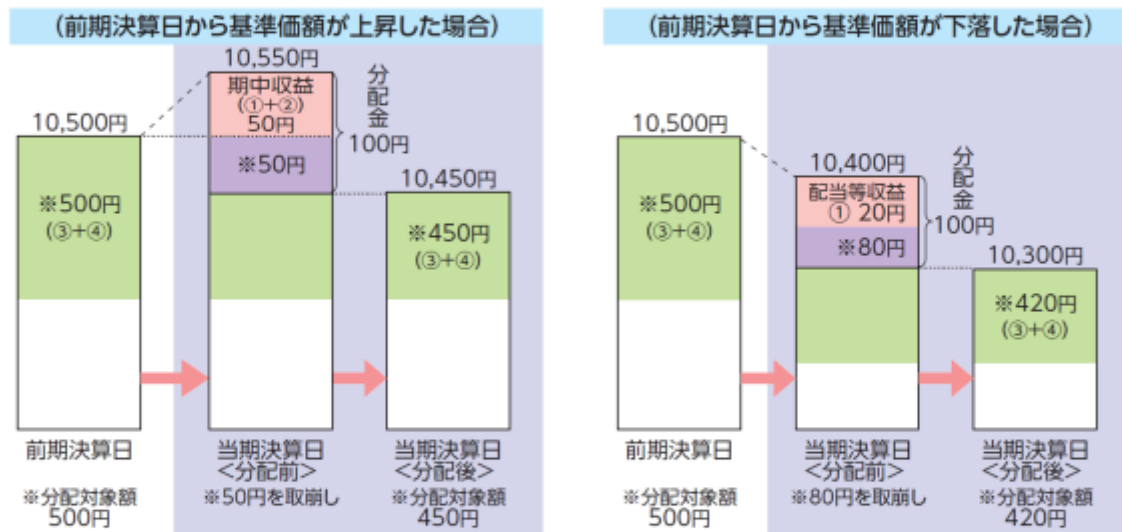 (前期決算日から基準価額が上昇した場合)
10,550円
期中収益
(①+②)
50円
分配金
100円
10,500円
※50円
10,450円
※500円
(③+④)
※450円
(③+④)
前期決算日
当期決算日
<分配前>
当期決算日
<分配後>
※分配対象額
500円
※50円を取崩し
※分配対象額
450円
(前期決算日から基準価額が下落した場合)
10,500円
10,400円
配当等収益
① 20円
分配金
100円
※500円
(③+④)
※80円
10,300円
※420円
(③+④)
前期決算日
当期決算日
<分配前>
当期決算日
<分配後>
※分配対象額
500円
※80円を取崩し
※分配対象額
420円